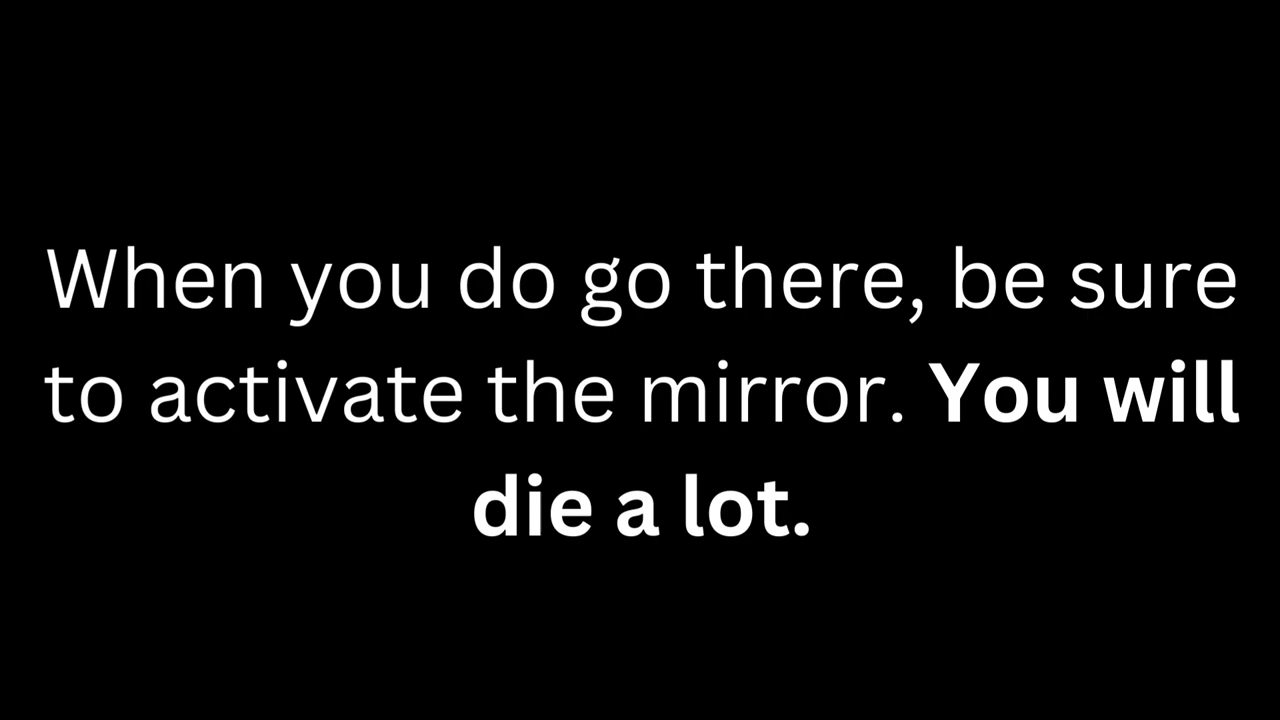 When you do go there, be sure
to activate the mirror. You will
die a lot.